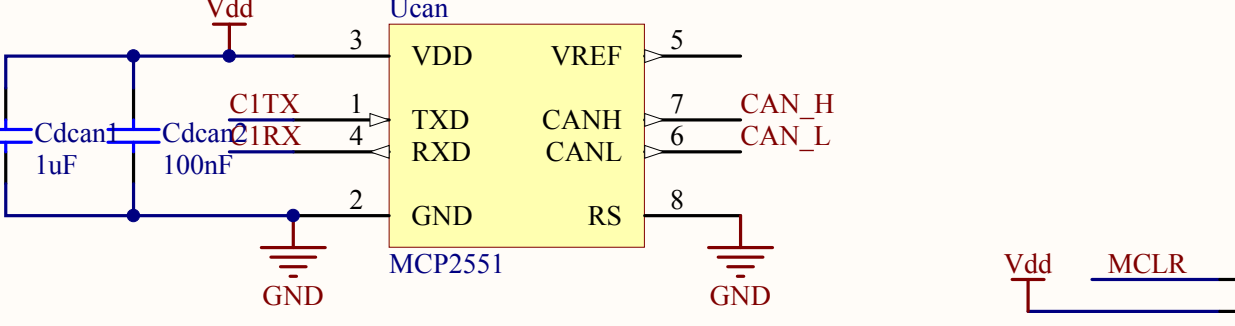 Vdd
Ucan
3 VDD VREF 5
C1TX 1 TXD CANH 7 CAN_H
Cdcan1 Cdcan2 C1RX 4 RXD CANL 6 CAN_L
1uF 100nF
2 GND RS 8
MCP2551
GND GND
Vdd MCLR